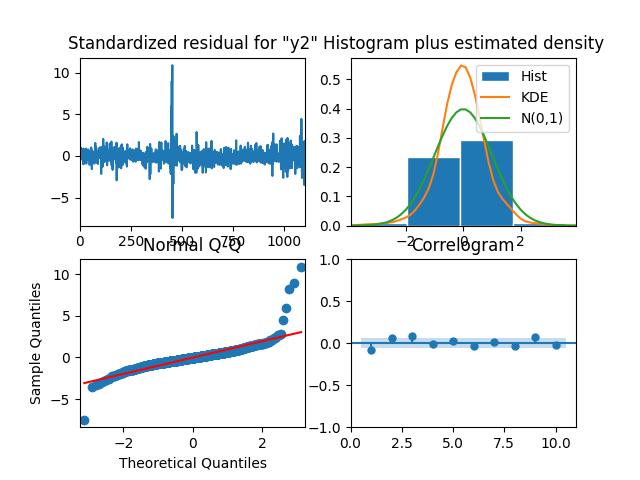 Standardized residual for "y2" Histogram plus estimated density
10
5
0
−5
0 250 500 750 1000
0.5
0.4
0.3
0.2
0.1
0.0
−2 0 2
Hist
KDE
N(0,1)
Normal Q-Q
Correlogram
Sample Quantiles
10
5
0
−5
−2 0 2
Theoretical Quantiles
1.0
0.5
0.0
−0.5
−1.0
0.0 2.5 5.0 7.5 10.0